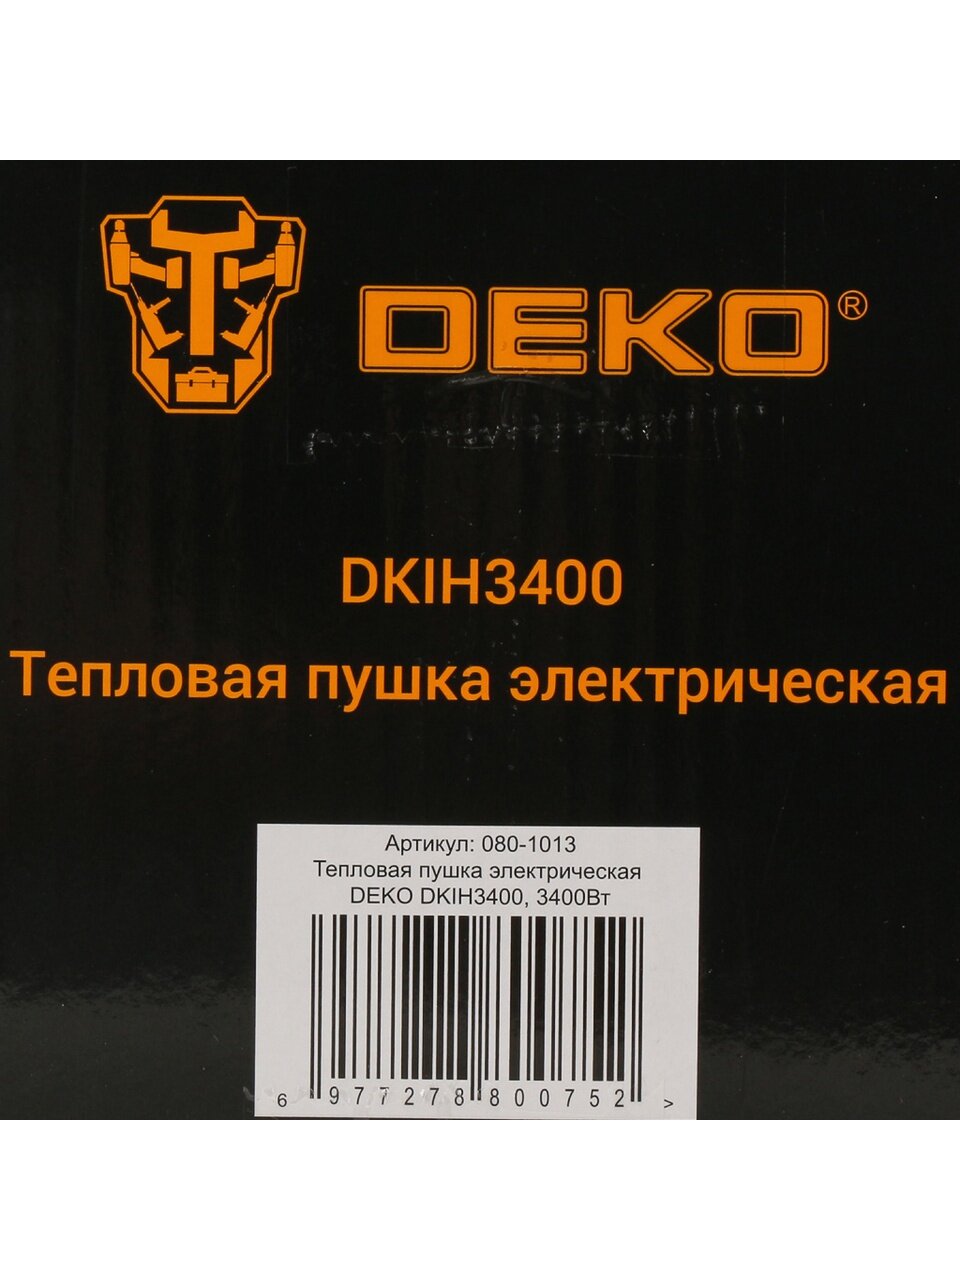 DEKO®
DKIH3400
Тепловая пушка электрическая
Артикул: 080-1013
Тепловая пушка электрическая
DEKO DKIH3400, 3400Вт
6 977278 800752 >